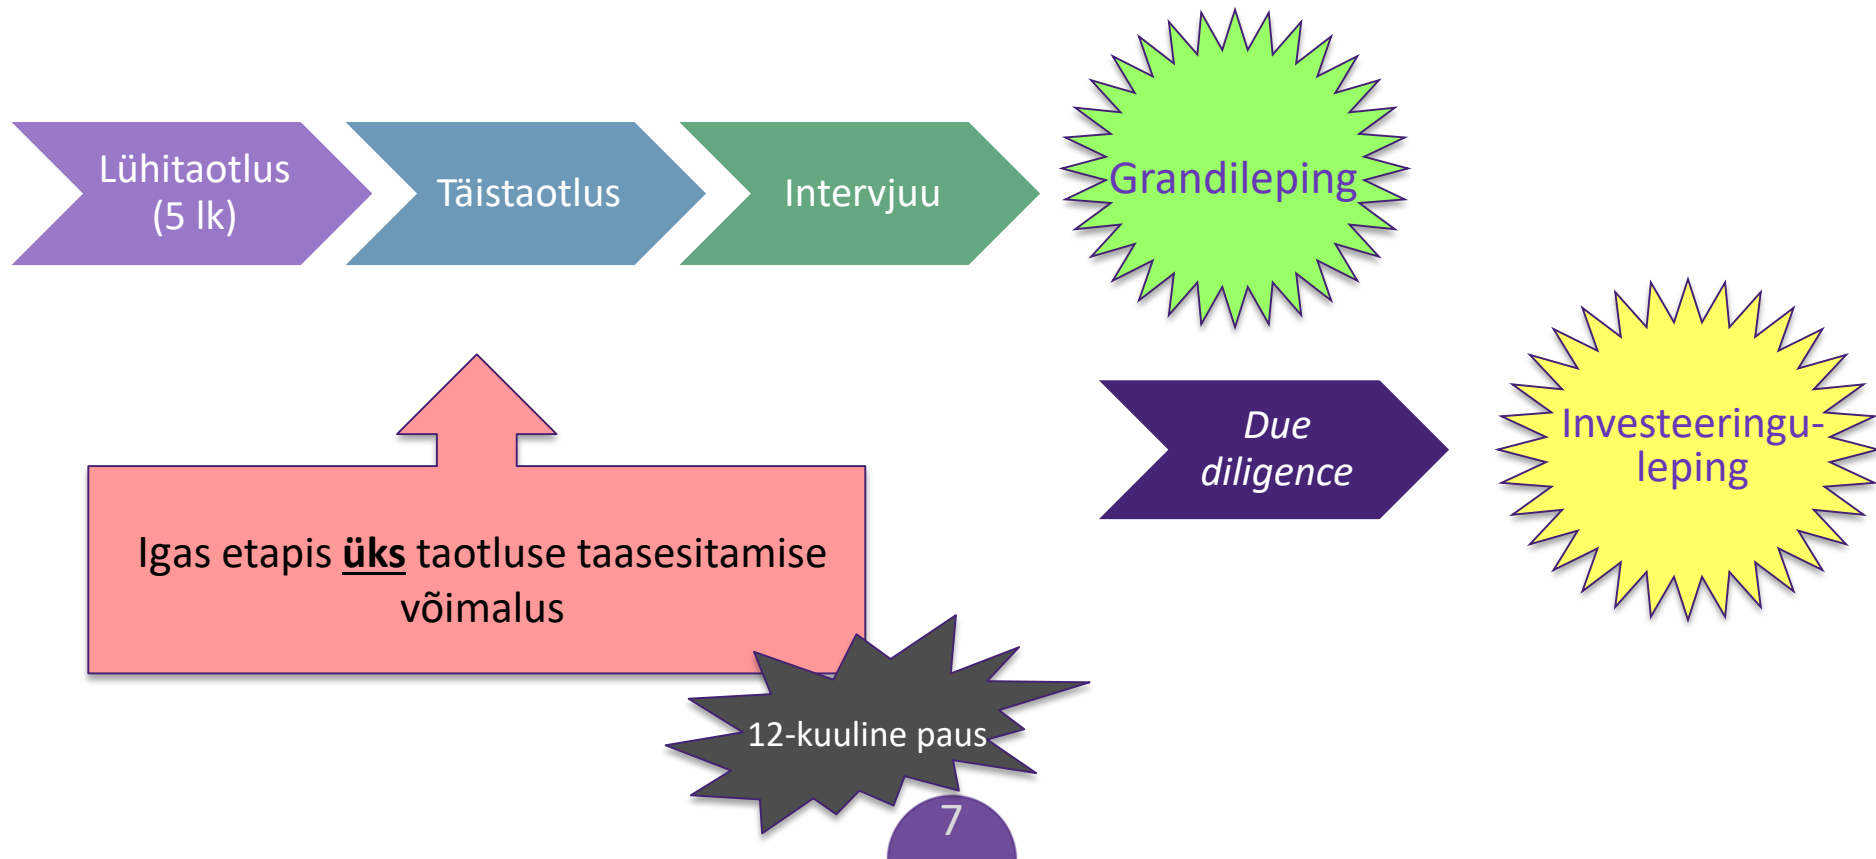 Lühitaotlus
(5 lk)
Täistaotlus
Intervjuu
Grandileping
Due
diligence
Investeeringu-
leping
Igas etapis üks taotluse taasesitamise
võimalus
12-kuuline paus
7